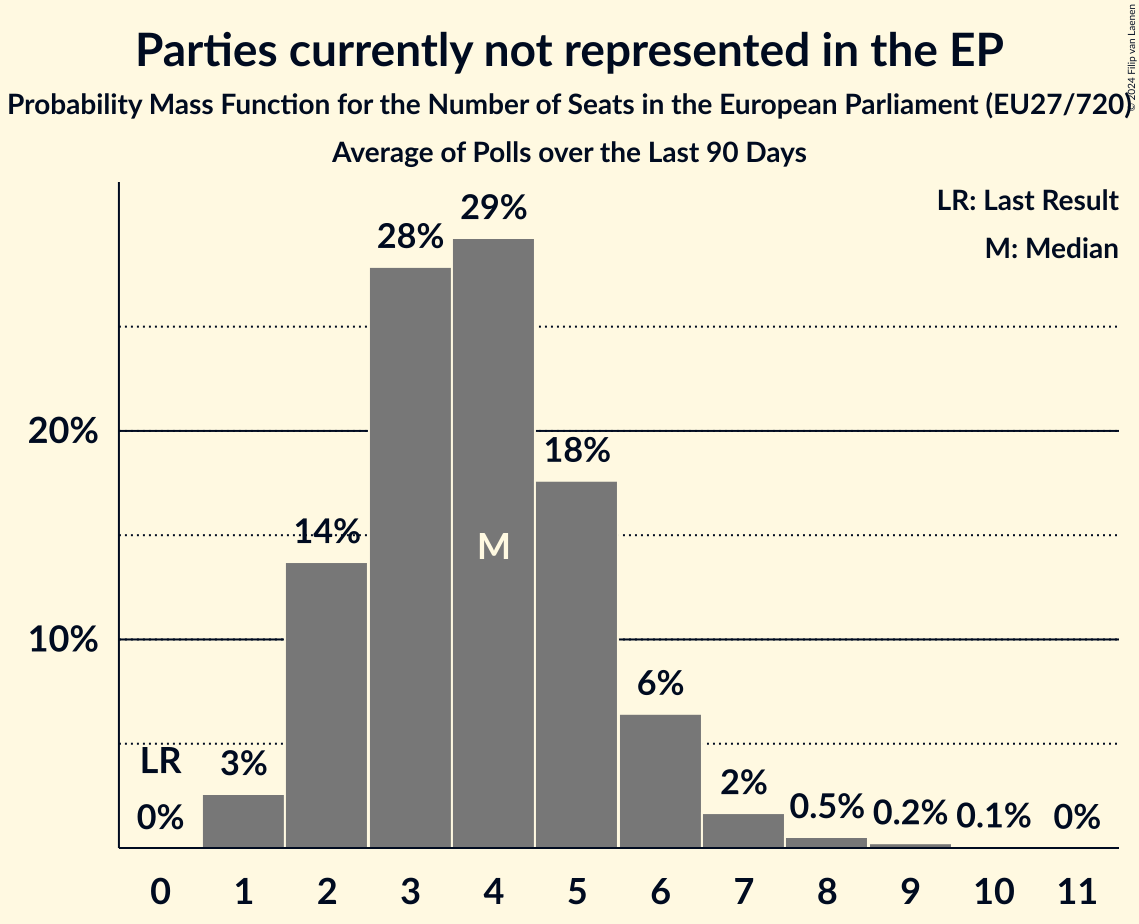 Parties currently not represented in the EP
Probability Mass Function for the Number of Seats in the European Parliament (EU27/720)
Average of Polls over the Last 90 Days
© 2024 Filip van Laenen
LR: Last Result
M: Median
29%
28%
20%
18%
14%
M
10%
6%
LR
3%
2%
0%
0.5%
0.2%
0.1%
0%
0 1 2 3 4 5 6 7 8 9 10 11